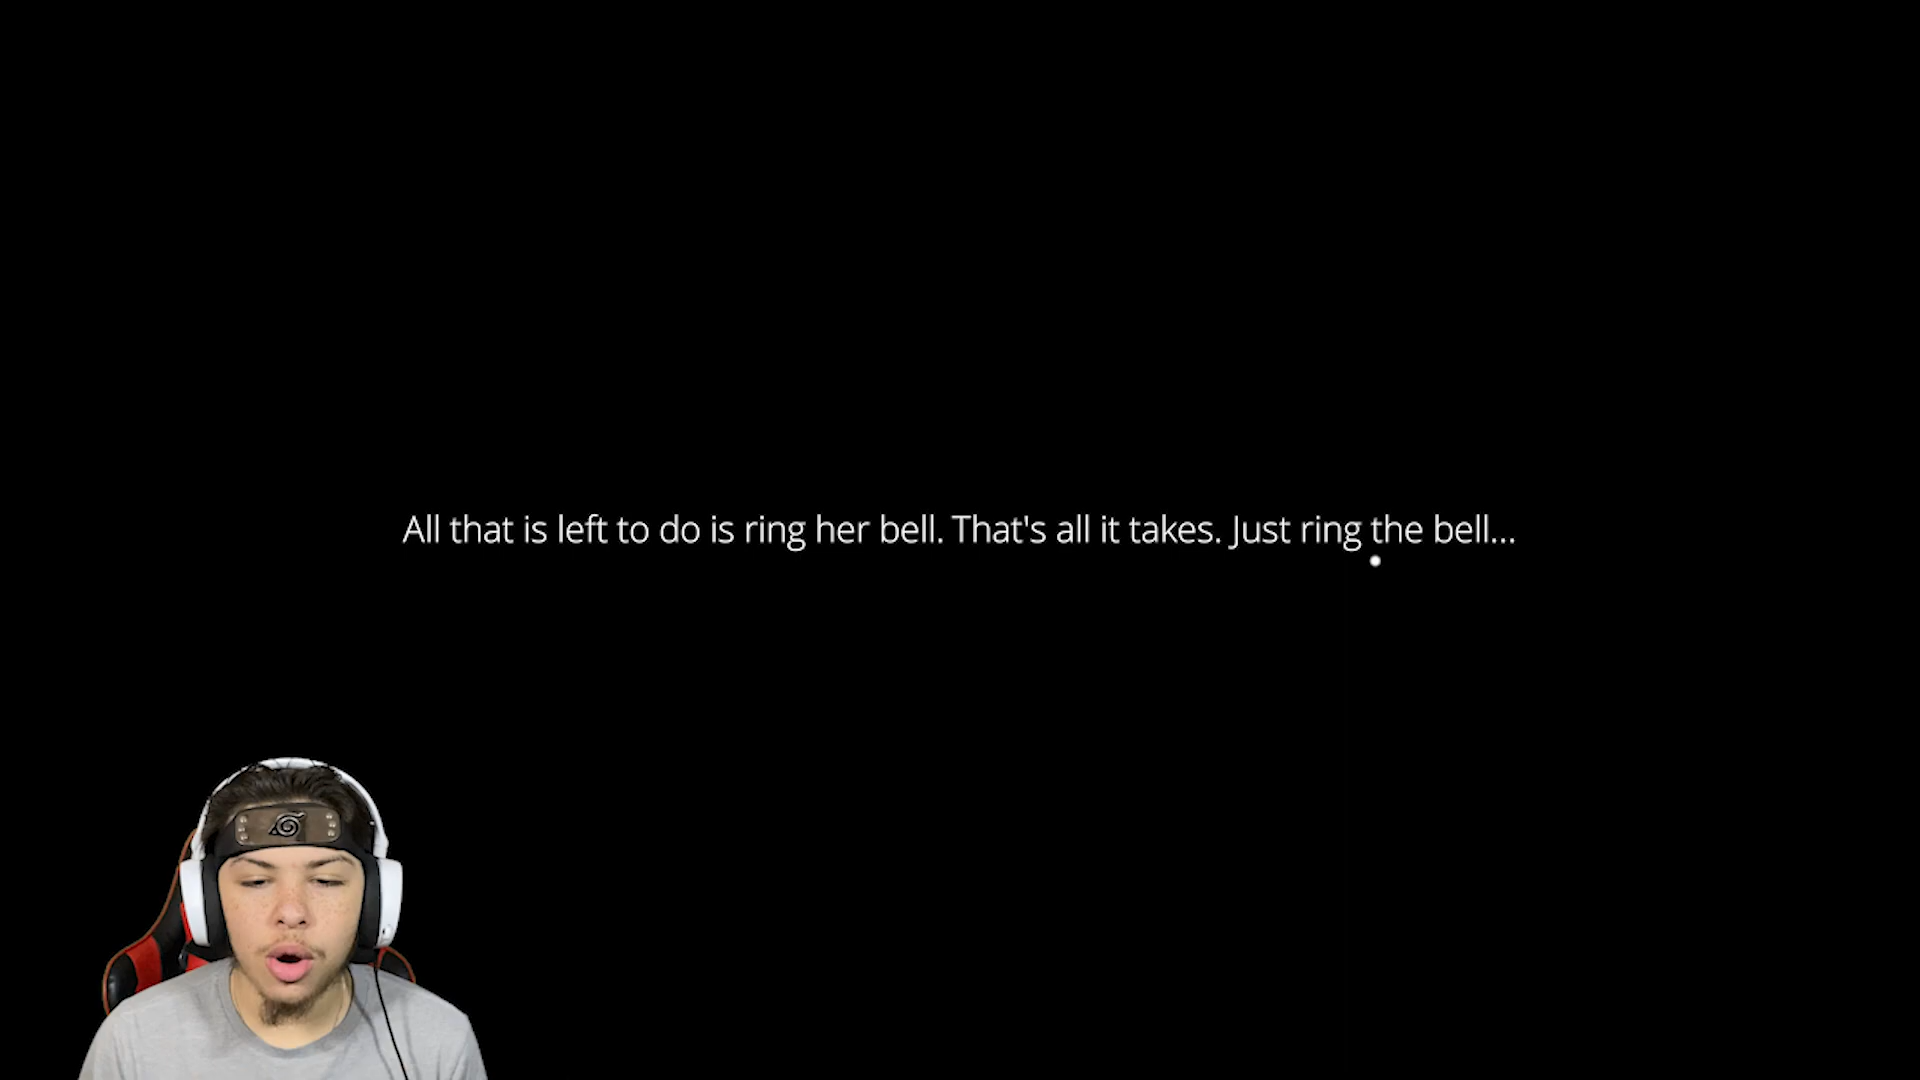 All that is left to do is ring her bell. That's all it takes. Just ring the bell...